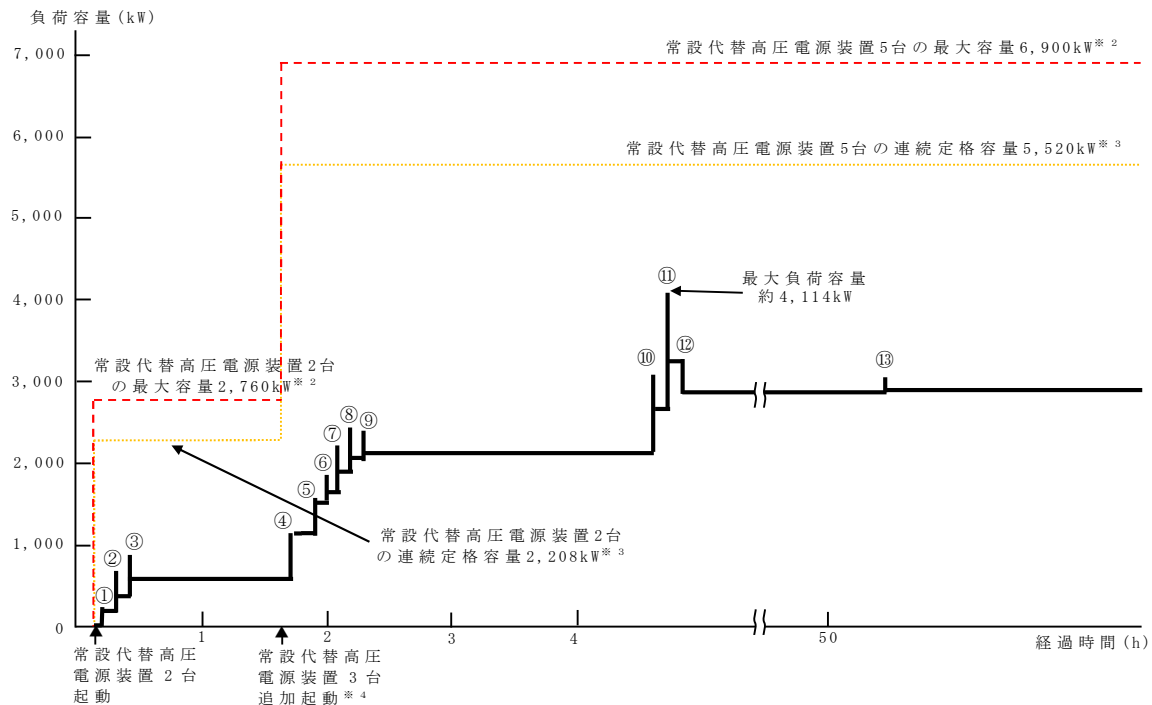 負荷容量(kW)
7,000
常設代替高圧電源装置5台の最大容量6,900kW※2
6,000
常設代替高圧電源装置5台の連続定格容量5,520kW※3
5,000
⑪
最大負荷容量
約4,114kW
4,000
⑩
⑫
⑬
常設代替高圧電源装置2台
の最大容量2,760kW※2
3,000
⑦
⑧
⑨
⑥
2,000
⑤
④
常設代替高圧電源装置2台
の連続定格容量2,208kW※3
1,000
①
②
③
0
1
2
3
4
50
経過時間(h)
常設代替高圧
電源装置2台
起動
常設代替高圧
電源装置3台
追加起動※4